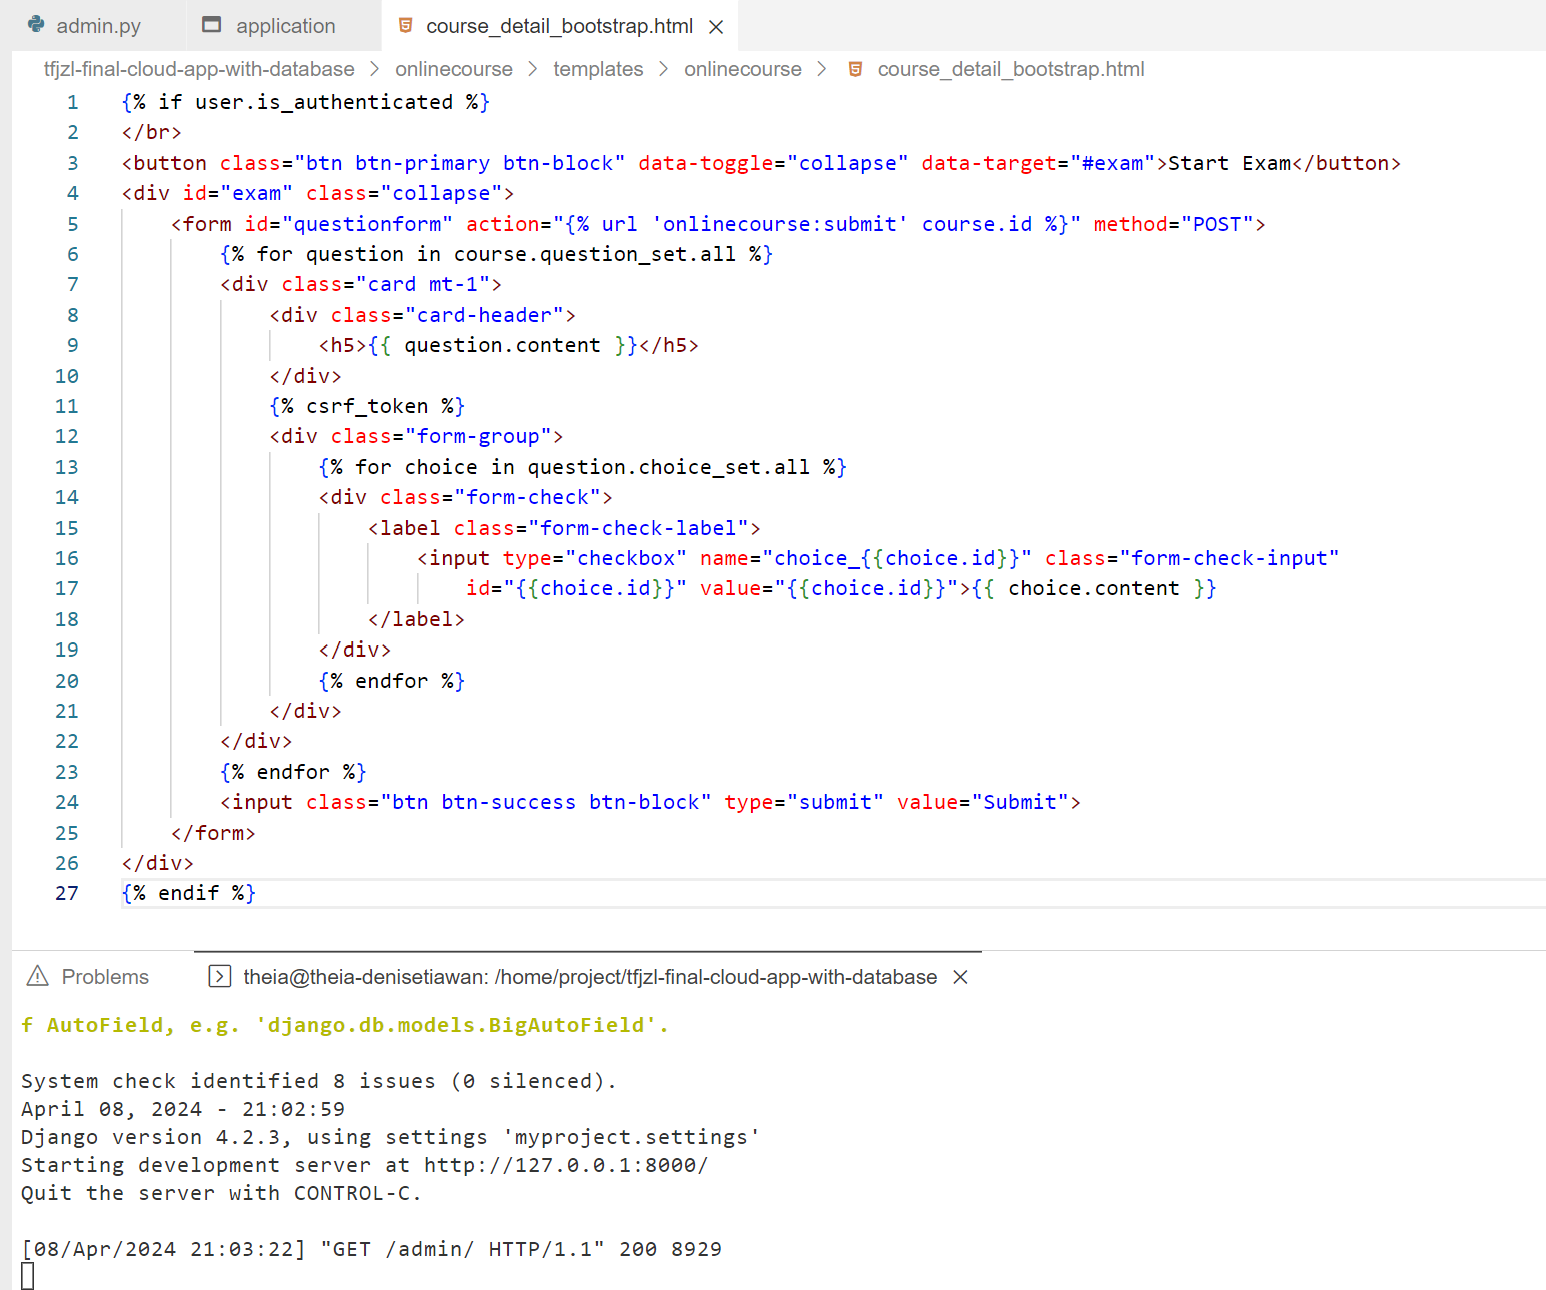 admin.py application course_detail_bootstrap.html
tfjzl-final-cloud-app-with-database > onlinecourse > templates > onlinecourse > course_detail_bootstrap.html
1 {% if user.is_authenticated %}
2 </br>
3 <button class="btn btn-primary btn-block" data-toggle="collapse" data-target="#exam">Start Exam</button>
4 <div id="exam" class="collapse">
5 <form id="questionform" action="{% url 'onlinecourse:submit' course.id %}" method="POST">
6 {% for question in course.question_set.all %}
7 <div class="card mt-1">
8 <div class="card-header">
9 <h5>{{ question.content }}</h5>
10 </div>
11 {% csrf_token %}
12 <div class="form-group">
13 {% for choice in question.choice_set.all %}
14 <div class="form-check">
15 <label class="form-check-label">
16 <input type="checkbox" name="choice_{{choice.id}}" class="form-check-input"
17 id="{{choice.id}}" value="{{choice.id}}">{{ choice.content }}
18 </label>
19 </div>
20 {% endfor %}
21 </div>
22 </div>
23 {% endfor %}
24 <input class="btn btn-success btn-block" type="submit" value="Submit">
25 </form>
26 </div>
27 {% endif %}
Problems theia@theia-denisetiawan: /home/project/tfjzl-final-cloud-app-with-database
f AutoField, e.g. 'django.db.models.BigAutoField'.
System check identified 8 issues (0 silenced).
April 08, 2024 - 21:02:59
Django version 4.2.3, using settings 'myproject.settings'
Starting development server at http://127.0.0.1:8000/
Quit the server with CONTROL-C.
[08/Apr/2024 21:03:22] "GET /admin/ HTTP/1.1" 200 8929